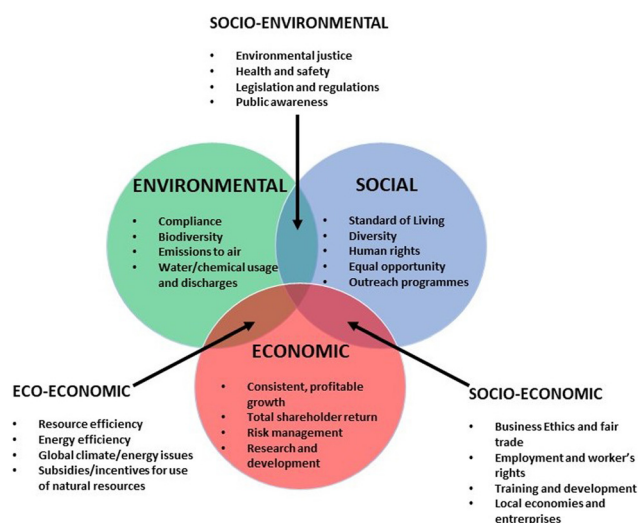 SOCIO-ENVIRONMENTAL
• Environmental justice
• Health and safety
• Legislation and regulations
• Public awareness
ENVIRONMENTAL
• Compliance
• Biodiversity
• Emissions to air
• Water/chemical usage
and discharges
SOCIAL
• Standard of Living
• Diversity
• Human rights
• Equal opportunity
• Outreach programmes
ECONOMIC
• Consistent, profitable
growth
• Total shareholder return
• Risk management
• Research and
development
ECO-ECONOMIC
• Resource efficiency
• Energy efficiency
• Global climate/energy issues
• Subsidies/incentives for use
of natural resources
SOCIO-ECONOMIC
• Business Ethics and fair
trade
• Employment and worker's
rights
• Training and development
• Local economies and
entrerprises